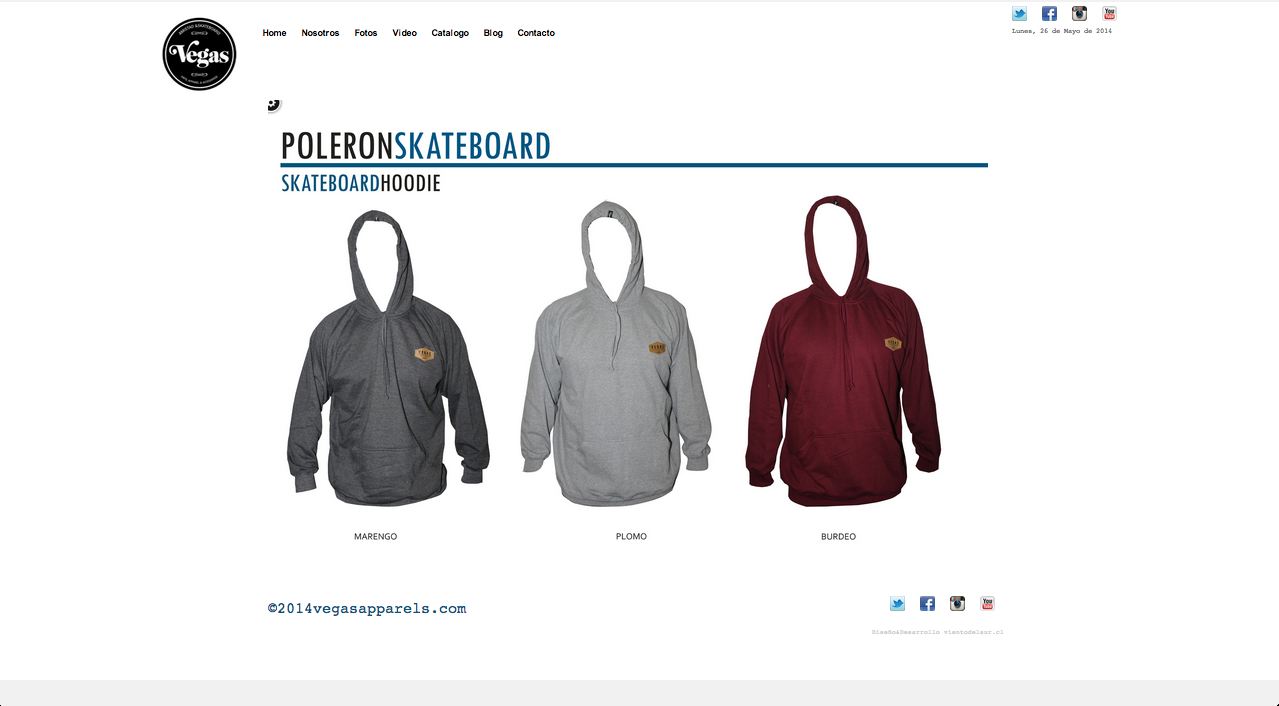 Vegas
Home Nosotros Fotos Video Catalogo Blog Contacto
You
Lunes, 26 de Mayo de 2014
POLERONSKATEBOARD
SKATEBOARDHOODIE
MARENGO PLOMO BURDEO
©2014vegasapparels.com
You
Diseño&Desarrollo vientodelsur.cl